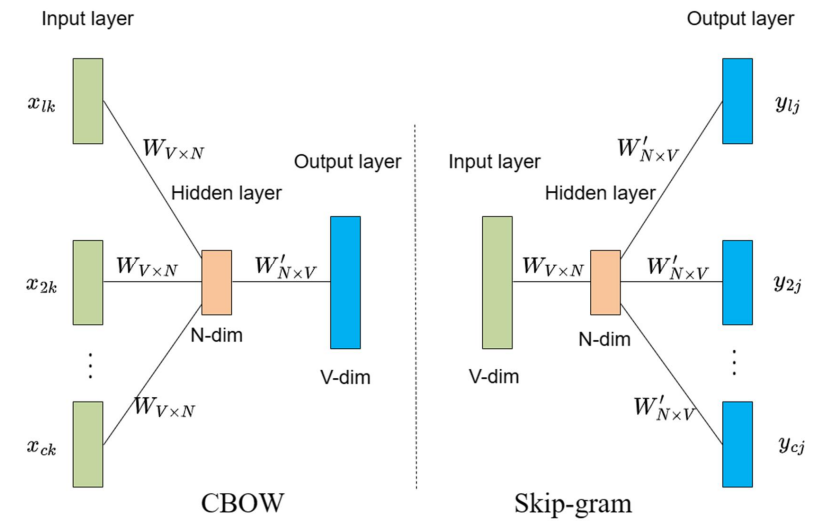 Input layer
x_{lk}
W_{V×N}
Hidden layer
Output layer
x_{2k}
W_{V×N}
W'_{N×V}
N-dim
V-dim
⋮
W_{V×N}
x_{ck}
CBOW
Output layer
y_{lj}
W'_{N×V}
Input layer
Hidden layer
W_{V×N}
W'_{N×V}
y_{2j}
N-dim
V-dim
⋮
W'_{N×V}
y_{cj}
Skip-gram